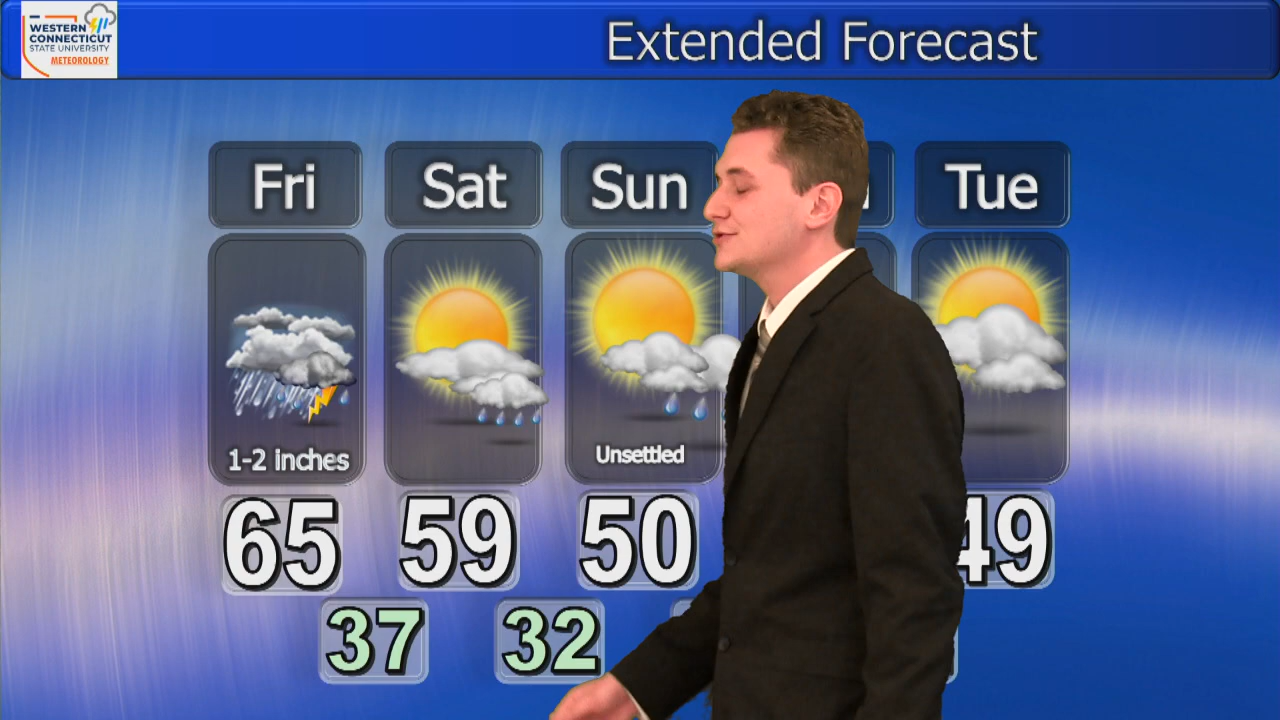 WESTERN
CONNECTICUT
STATE UNIVERSITY
METEOROLOGY
Extended Forecast
Fri Sat Sun Tue
1-2 inches Unsettled
65 59 50 49
37 32